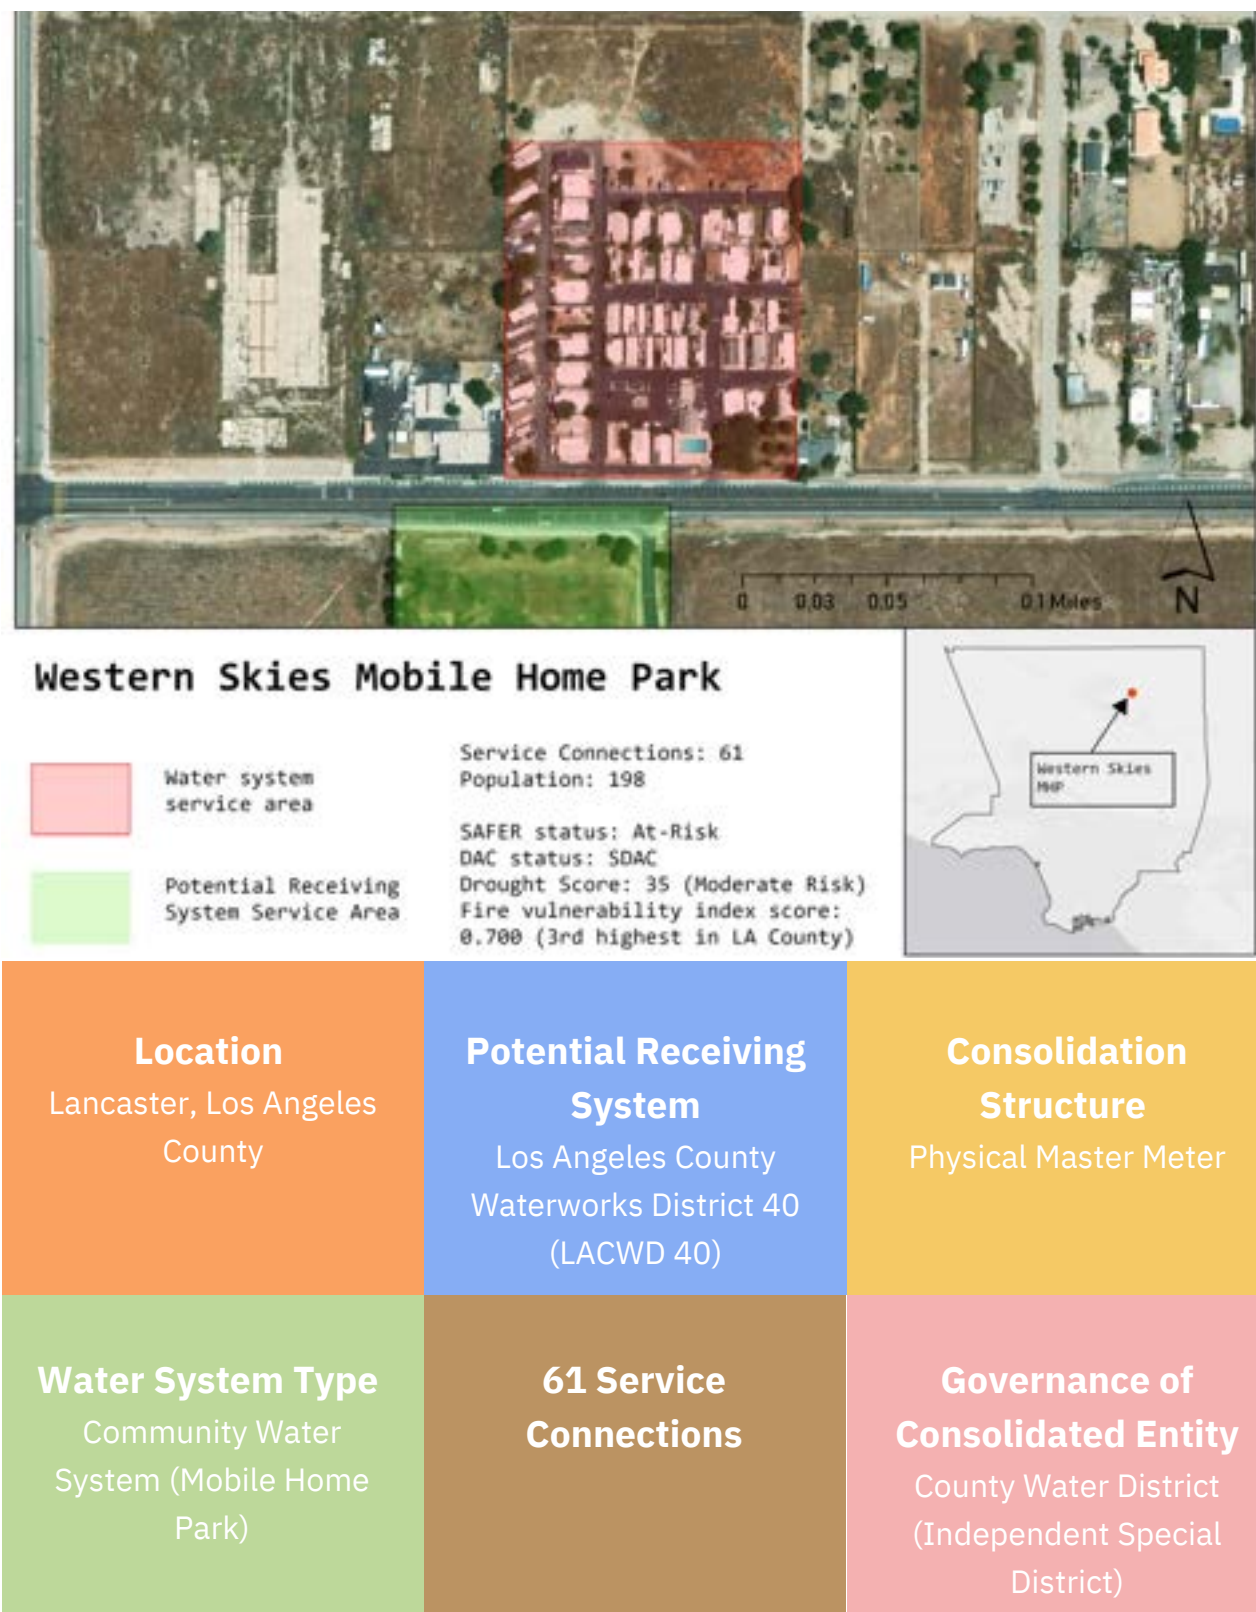 0 0.03 0.05 0.1 Miles
N
Western Skies Mobile Home Park
Water system
service area
Potential Receiving
System Service Area
Service Connections: 61
Population: 198
SAFER status: At-Risk
DAC status: SDAC
Drought Score: 35 (Moderate Risk)
Fire vulnerability index score:
0.700 (3rd highest in LA County)
Western Skies
MHP
Location
Lancaster, Los Angeles
County
Potential Receiving
System
Los Angeles County
Waterworks District 40
(LACWD 40)
Consolidation
Structure
Physical Master Meter
Water System Type
Community Water
System (Mobile Home
Park)
61 Service
Connections
Governance of
Consolidated Entity
County Water District
(Independent Special
District)